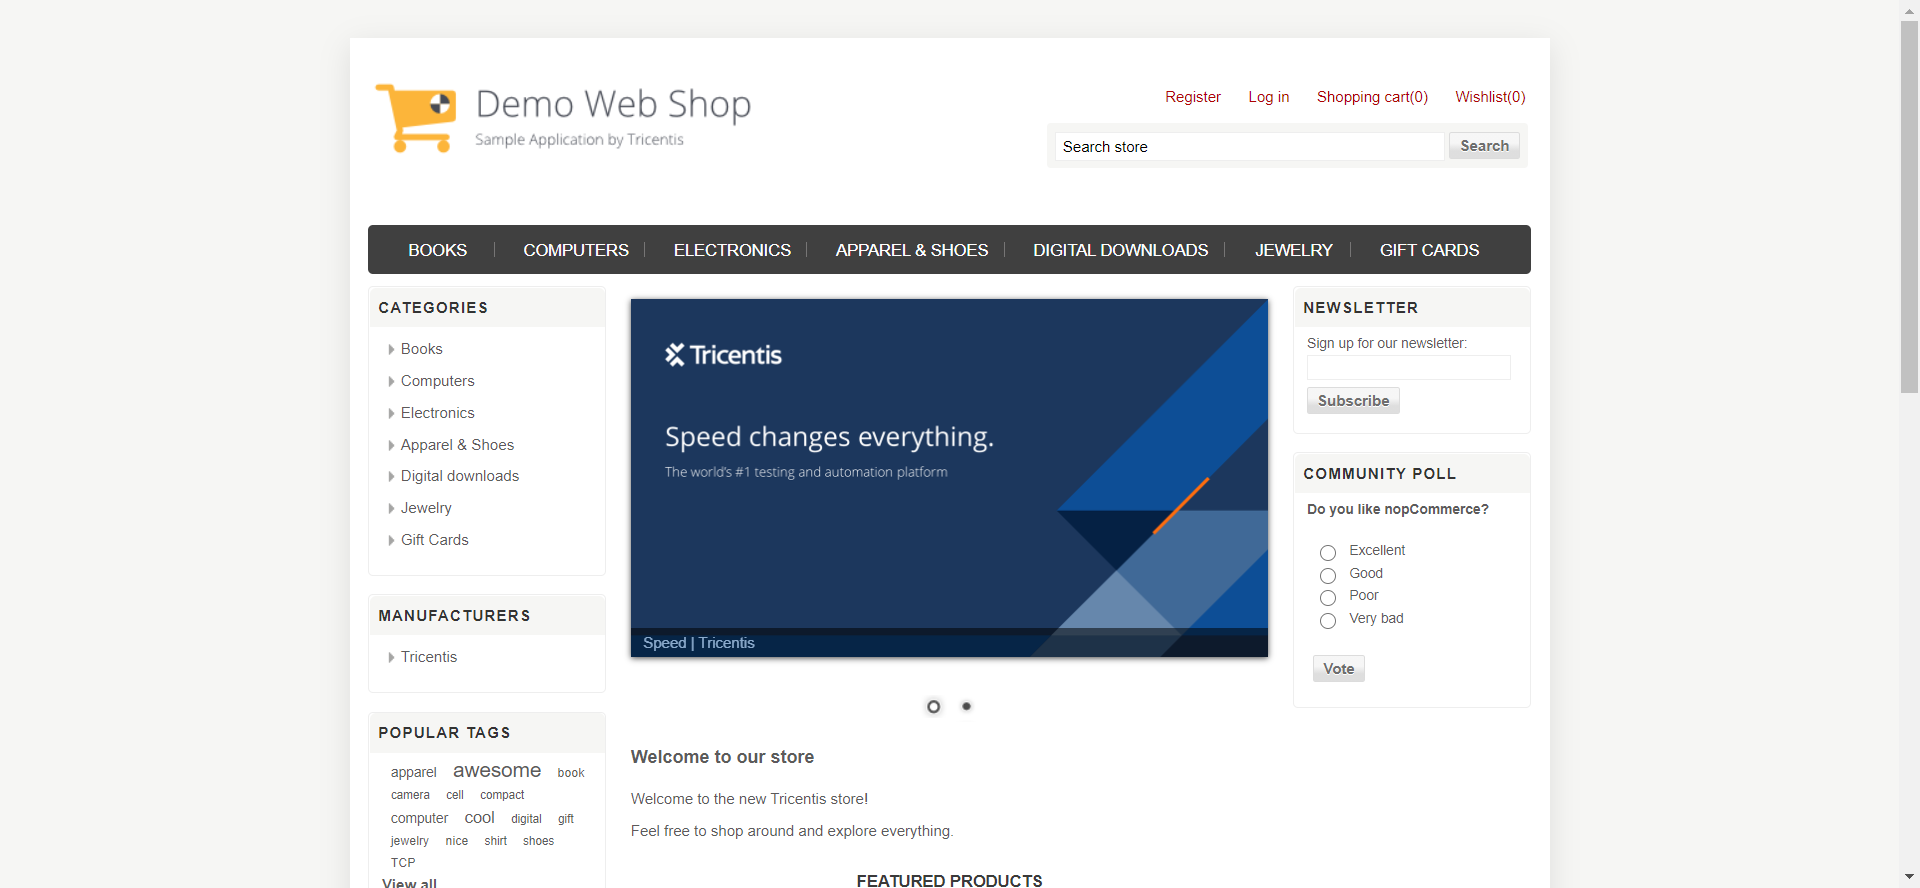 Demo Web Shop
Sample Application by Tricentis
Register Log in Shopping cart(0) Wishlist(0)
Search store Search
BOOKS COMPUTERS ELECTRONICS APPAREL & SHOES DIGITAL DOWNLOADS JEWELRY GIFT CARDS
CATEGORIES
Books
Computers
Electronics
Apparel & Shoes
Digital downloads
Jewelry
Gift Cards
MANUFACTURERS
Tricentis
POPULAR TAGS
apparel awesome book
camera cell compact
computer cool digital gift
jewelry nice shirt shoes
TCP
View all
Tricentis
Speed changes everything.
The world's #1 testing and automation platform
Speed | Tricentis
Welcome to our store
Welcome to the new Tricentis store!
Feel free to shop around and explore everything.
FEATURED PRODUCTS
NEWSLETTER
Sign up for our newsletter:
Subscribe
COMMUNITY POLL
Do you like nopCommerce?
Excellent
Good
Poor
Very bad
Vote